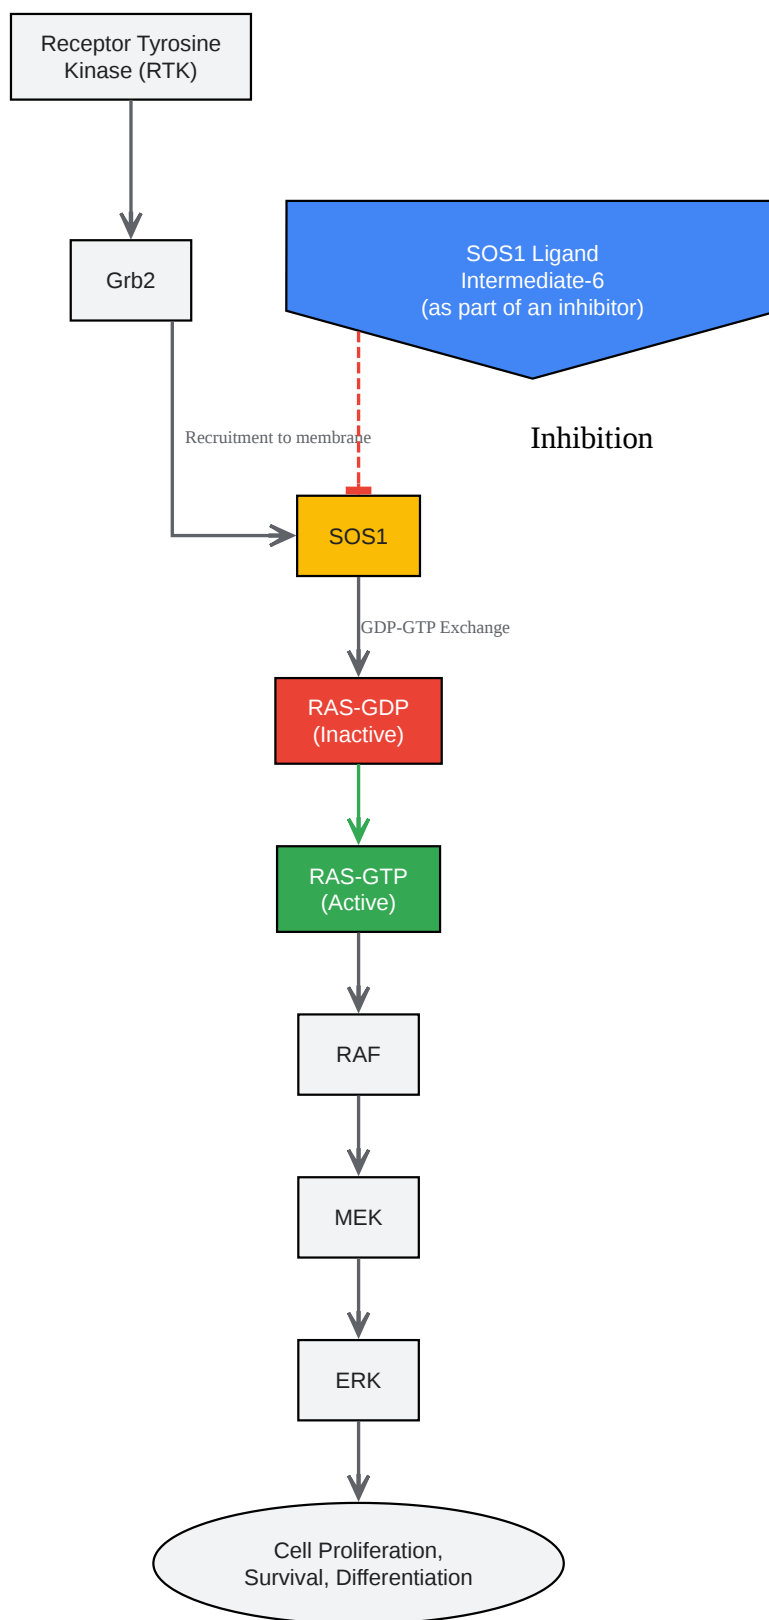 Receptor Tyrosine
Kinase (RTK)
Grb2
SOS1 Ligand
Intermediate-6
(as part of an inhibitor)
Recruitment to membrane
Inhibition
SOS1
GDP-GTP Exchange
RAS-GDP
(Inactive)
RAS-GTP
(Active)
RAF
MEK
ERK
Cell Proliferation,
Survival, Differentiation